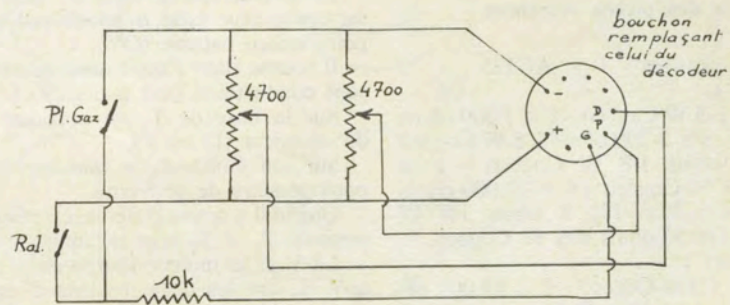 bouchon
remplaçant
celui du
décodeur
Pl. Gaz
4700
4700
-
+
D
P
G
Ral.
10k